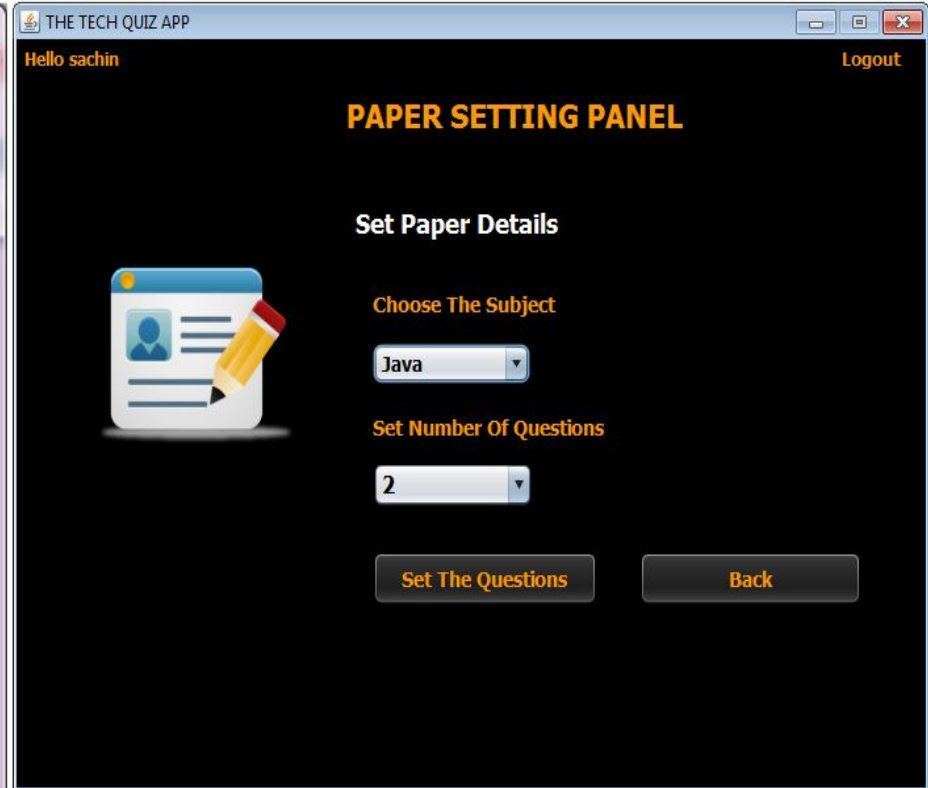 THE TECH QUIZ APP
Hello sachin
Logout
PAPER SETTING PANEL
Set Paper Details
Choose The Subject
Java
Set Number Of Questions
2
Set The Questions
Back